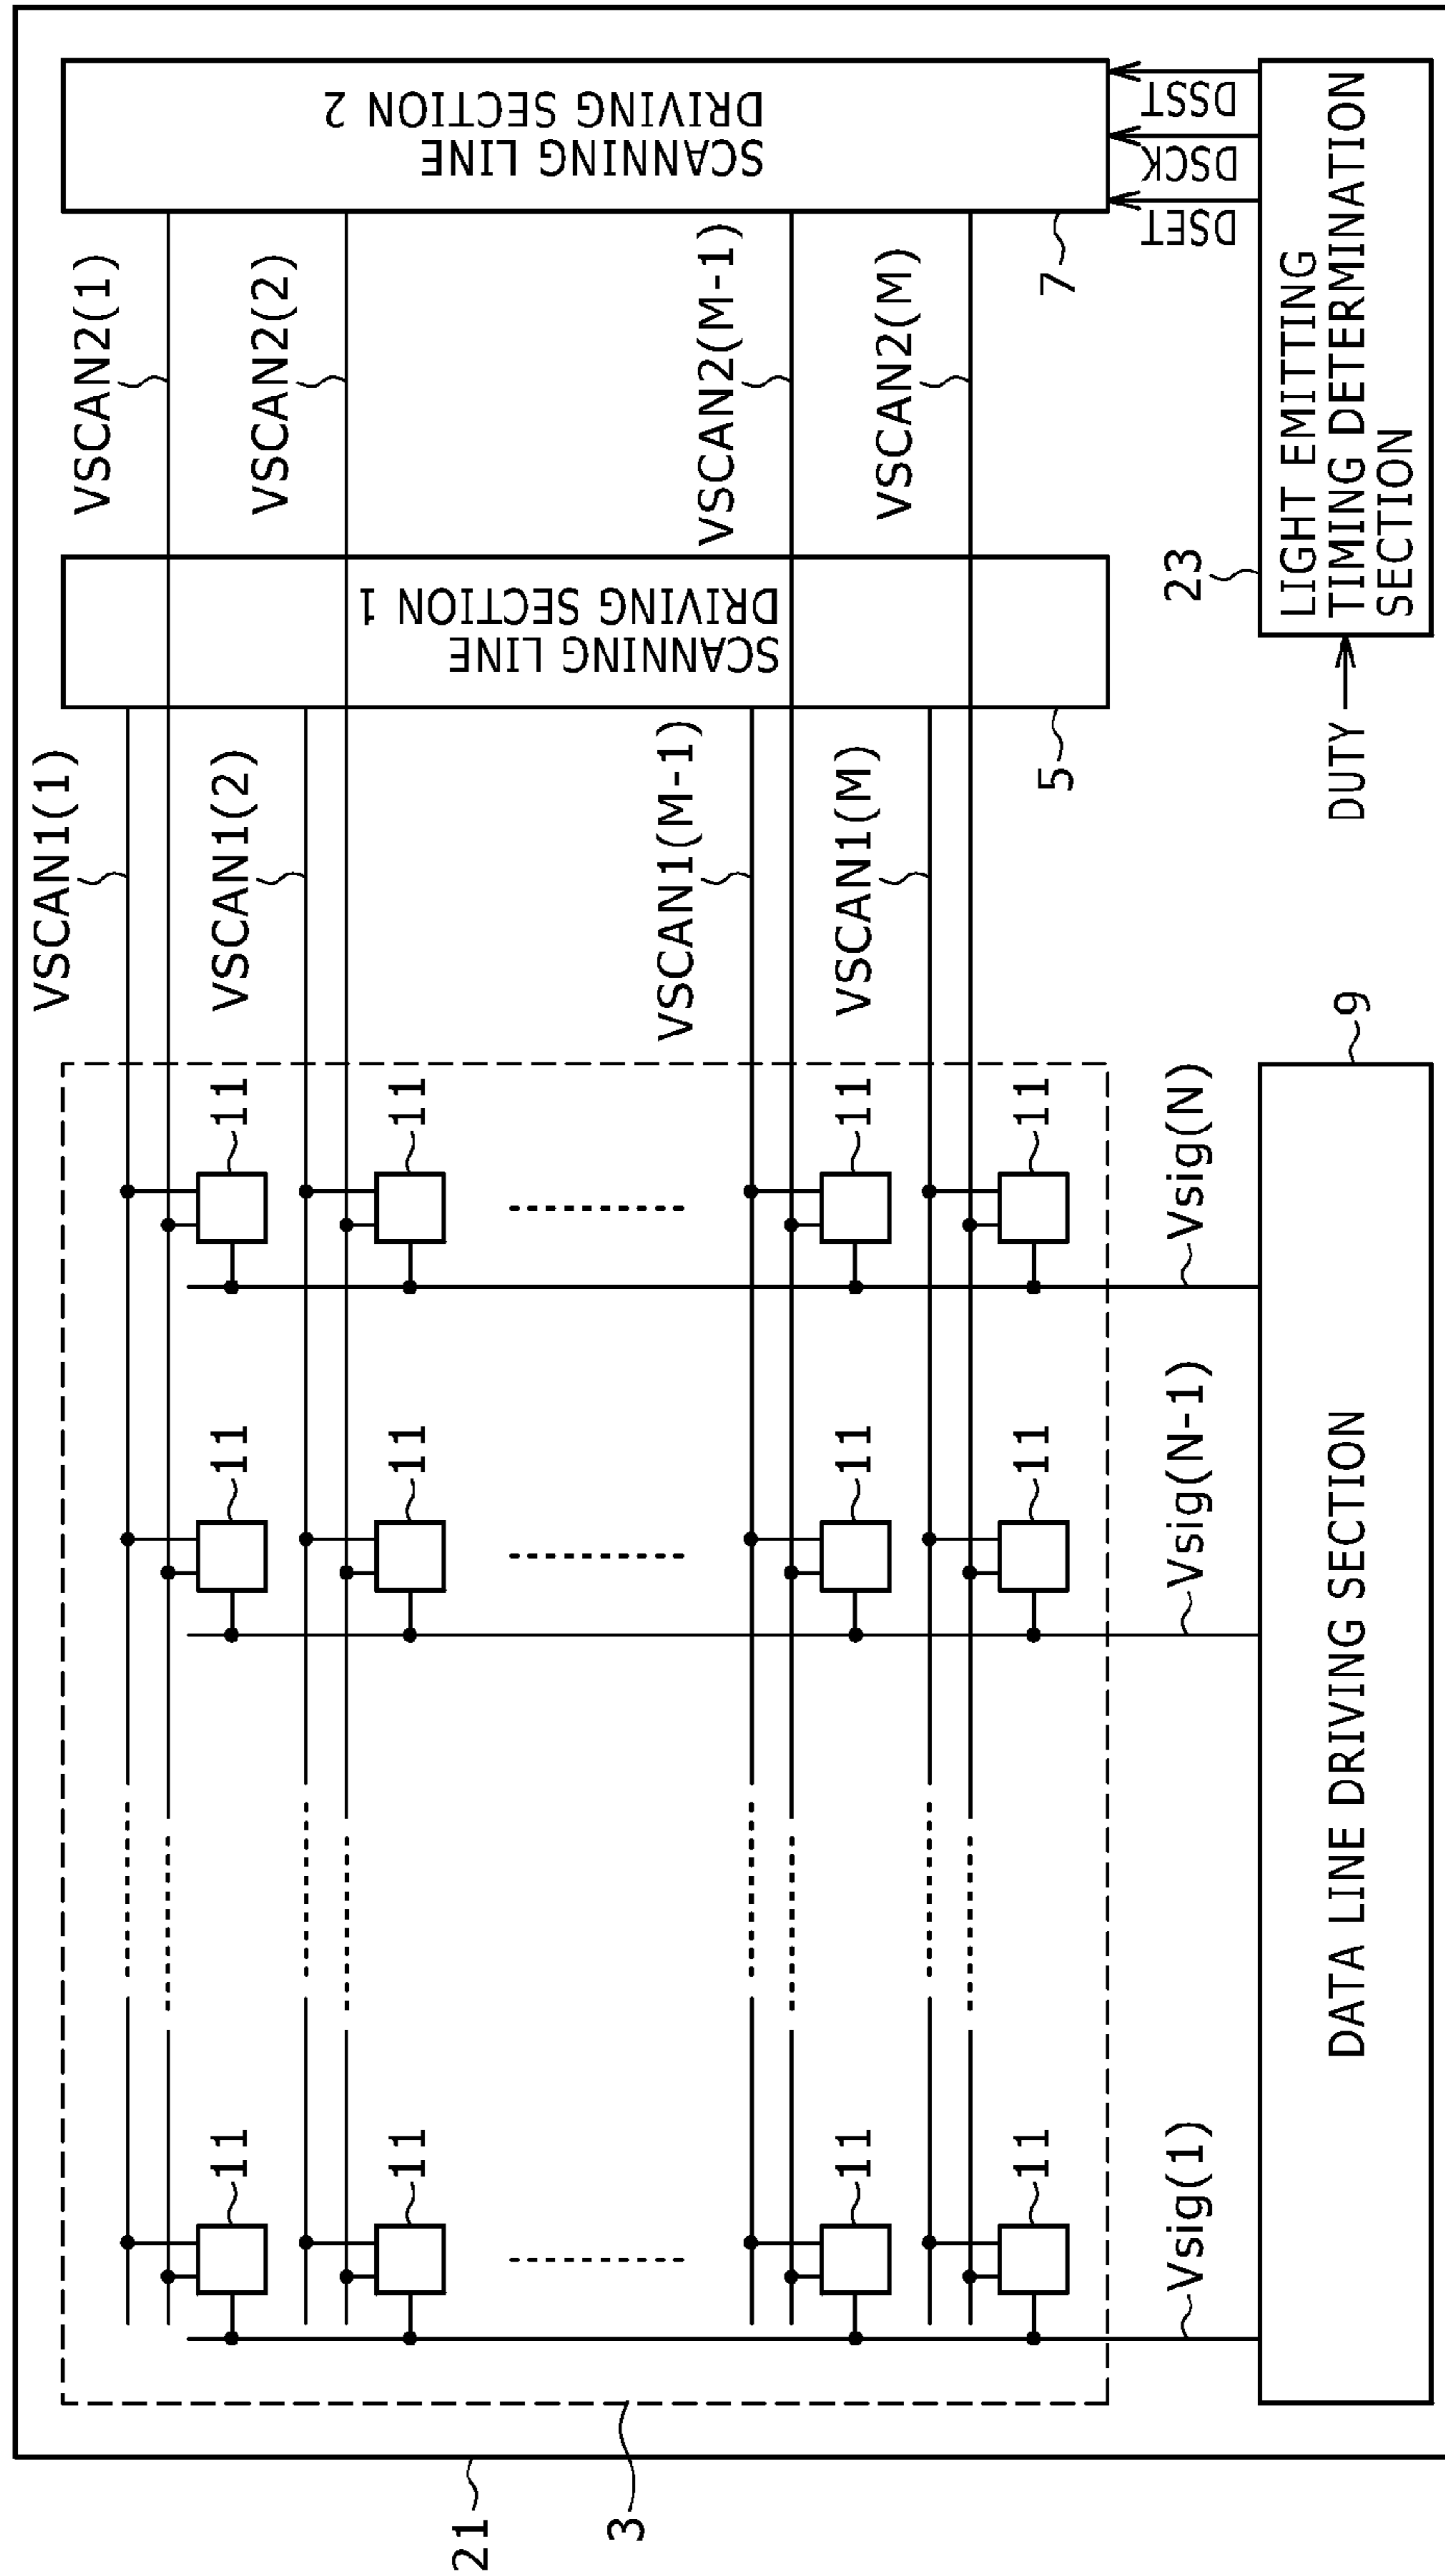 21
3
VSCAN1(1)
VSCAN1(2)
VSCAN1(M-1)
VSCAN1(M)
VSCAN2(1)
VSCAN2(2)
VSCAN2(M-1)
VSCAN2(M)
SCANNING LINE
DRIVING SECTION 1
5
SCANNING LINE
DRIVING SECTION 2
7
11
11
11
11
11
11
11
11
11
11
11
11
Vsig(1)
Vsig(N-1)
Vsig(N)
DATA LINE DRIVING SECTION
9
DSET
DSCK
DSST
DUTY
23
LIGHT EMITTING
TIMING DETERMINATION
SECTION